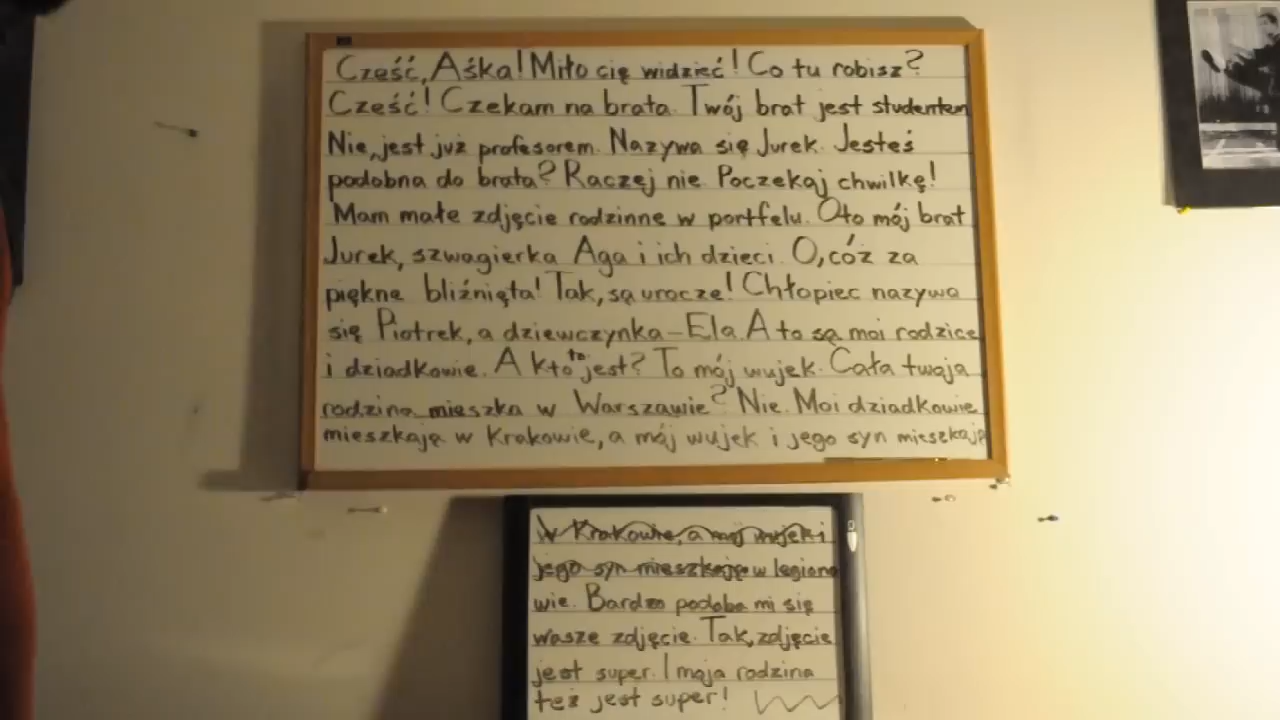 Cześć, Aśka! Miło cię widzieć! Co tu robisz?
Cześć! Czekam na brata. Twój brat jest studentem
Nie, jest już profesorem. Nazywa się Jurek. Jesteś
podobna do brata? Raczej nie. Poczekaj chwilkę!
Mam małe zdjęcie rodzinne w portfelu. Oto mój brat
Jurek, szwagierka Aga i ich dzieci. O, cóż za
piękne bliźnięta! Tak, są urocze! Chłopiec nazywa
się Piotrek, a dziewczynka - Ela. A to są moi rodzice
i dziadkowie. A kto to jest? To mój wujek. Cała twoja
rodzina mieszka w Warszawie? Nie. Moi dziadkowie
mieszkają w Krakowie, a mój wujek i jego syn mieszkają
w Krakowie, a mój wujek i
jego syn mieszkają w legiono
wie. Bardzo podoba mi się
wasze zdjęcie. Tak, zdjęcie
jest super. I moja rodzina
też jest super!